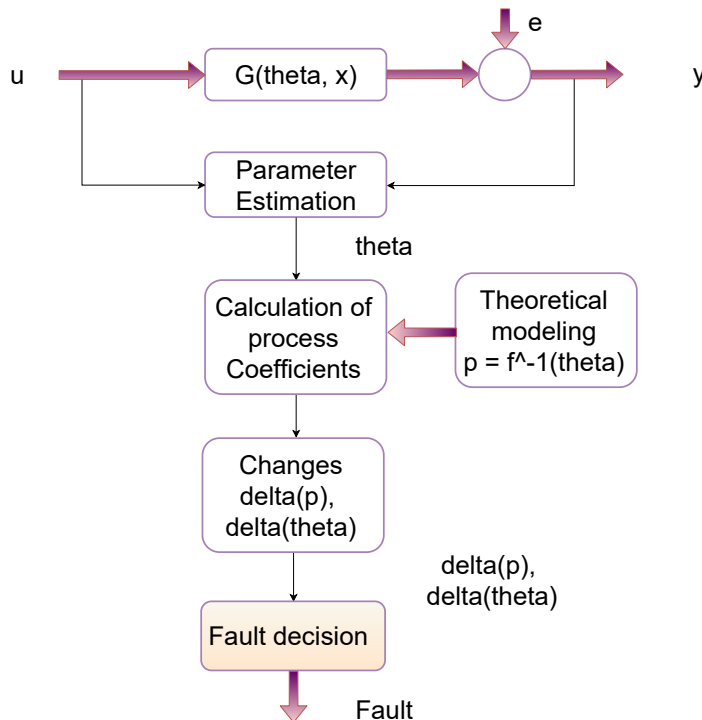 e
u
G(theta, x)
y
Parameter
Estimation
theta
Calculation of
process
Coefficients
Theoretical
modeling
p = f^-1(theta)
Changes
delta(p),
delta(theta)
delta(p),
delta(theta)
Fault decision
Fault